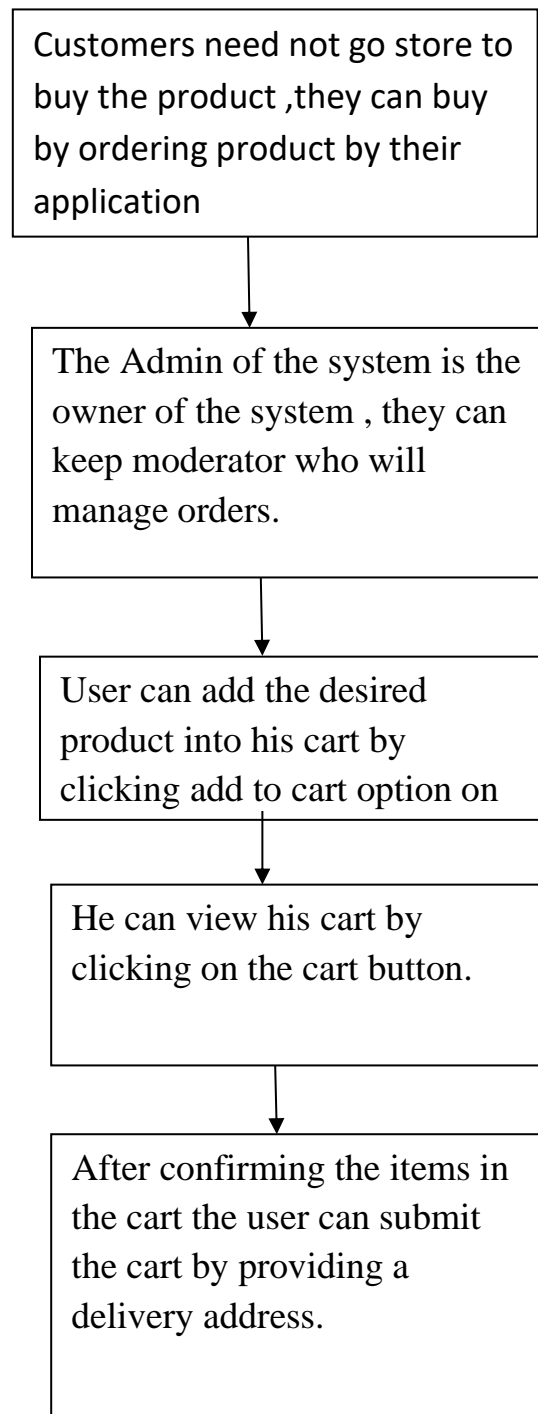 Customers need not go store to
buy the product ,they can buy
by ordering product by their
application
The Admin of the system is the
owner of the system , they can
keep moderator who will
manage orders.
User can add the desired
product into his cart by
clicking add to cart option on
He can view his cart by
clicking on the cart button.
After confirming the items in
the cart the user can submit
the cart by providing a
delivery address.